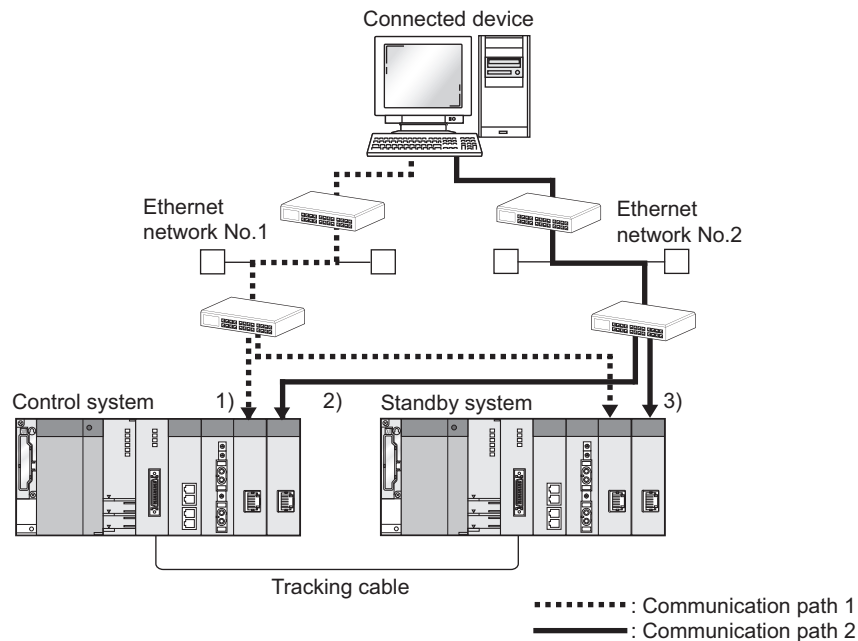 Connected device
Ethernet
network No.1
Ethernet
network No.2
Control system
1)
2)
Standby system
3)
Tracking cable
: Communication path 1
: Communication path 2